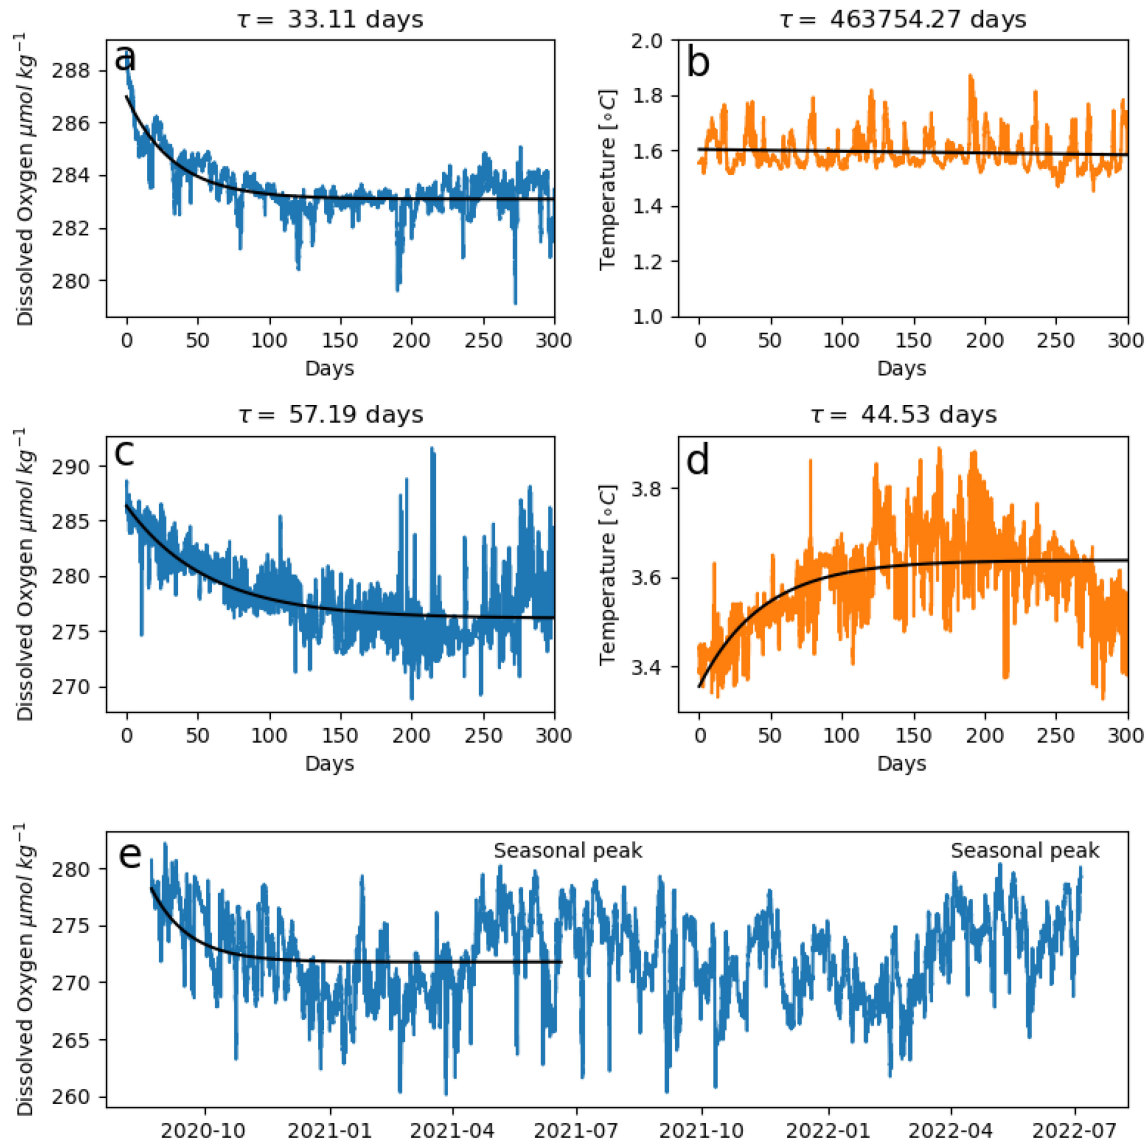 τ = 33.11 days
τ = 463754.27 days
a
b
Dissolved Oxygen μmol kg⁻¹
288
286
284
282
280
0 50 100 150 200 250 300
Days
Temperature [∘C]
2.0
1.8
1.6
1.4
1.2
1.0
0 50 100 150 200 250 300
Days
τ = 57.19 days
τ = 44.53 days
c
d
Dissolved Oxygen μmol kg⁻¹
290
285
280
275
270
0 50 100 150 200 250 300
Days
Temperature [∘C]
3.8
3.6
3.4
0 50 100 150 200 250 300
Days
e
Seasonal peak
Seasonal peak
Dissolved Oxygen μmol kg⁻¹
280
275
270
265
260
2020-10 2021-01 2021-04 2021-07 2021-10 2022-01 2022-04 2022-07